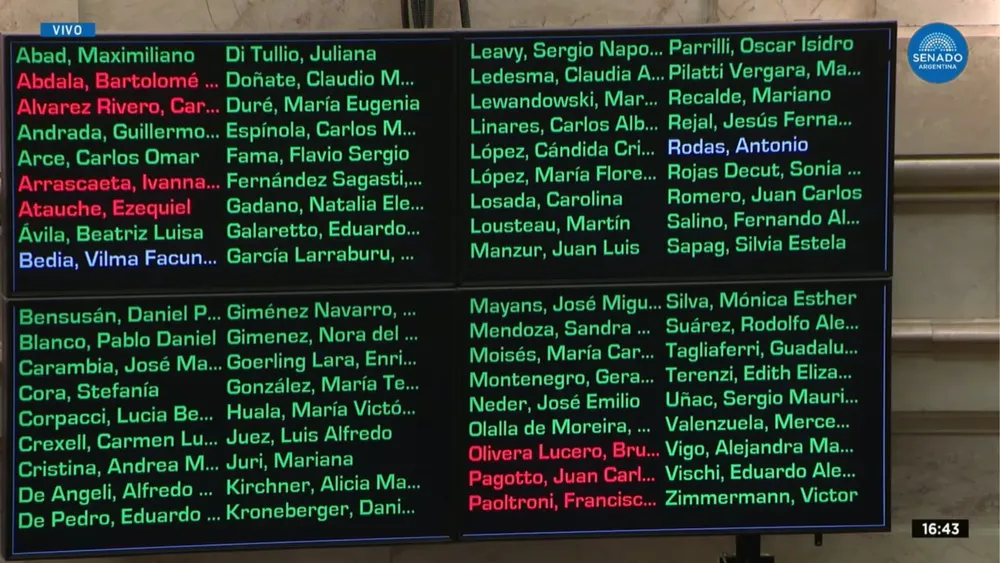 VIVO
SENADO
ARGENTINA
Abad, Maximiliano
Abdala, Bartolomé ...
Alvarez Rivero, Car...
Andrada, Guillermo...
Arce, Carlos Omar
Arrascaeta, Ivanna...
Atauche, Ezequiel
Ávila, Beatriz Luisa
Bedia, Vilma Facun...
Di Tullio, Juliana
Doñate, Claudio M...
Duré, María Eugenia
Espínola, Carlos M...
Fama, Flavio Sergio
Fernández Sagasti,...
Gadano, Natalia Ele...
Galaretto, Eduardo...
García Larraburu, ...
Leavy, Sergio Napo...
Ledesma, Claudia A...
Lewandowski, Mar...
Linares, Carlos Alb...
López, Cándida Cri...
López, María Flore...
Losada, Carolina
Lousteau, Martín
Manzur, Juan Luis
Parrilli, Oscar Isidro
Pilatti Vergara, Ma...
Recalde, Mariano
Rejal, Jesús Ferna...
Rodas, Antonio
Rojas Decut, Sonia ...
Romero, Juan Carlos
Salino, Fernando Al...
Sapag, Silvia Estela
Bensusán, Daniel P...
Blanco, Pablo Daniel
Carambia, José Ma...
Cora, Stefanía
Corpacci, Lucia Be...
Crexell, Carmen Lu...
Cristina, Andrea M...
De Angeli, Alfredo ...
De Pedro, Eduardo ...
Giménez Navarro, ...
Gimenez, Nora del ...
Goerling Lara, Enri...
González, María Te...
Huala, María Victó...
Juez, Luis Alfredo
Juri, Mariana
Kirchner, Alicia Ma...
Kroneberger, Dani...
Mayans, José Migu...
Mendoza, Sandra ...
Moisés, María Car...
Montenegro, Gera...
Neder, José Emilio
Olalla de Moreira, ...
Olivera Lucero, Bru...
Pagotto, Juan Carl...
Paoltroni, Francisc...
Silva, Mónica Esther
Suárez, Rodolfo Ale...
Tagliaferri, Guadalu...
Terenzi, Edith Eliza...
Uñac, Sergio Mauri...
Valenzuela, Merce...
Vigo, Alejandra Ma...
Vischi, Eduardo Ale...
Zimmermann, Victor
16:43